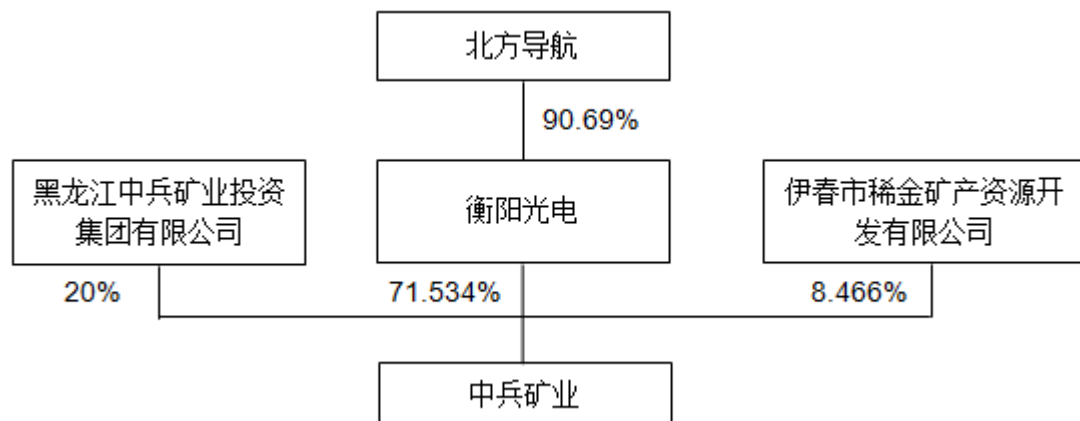 北方导航
90.69%
黑龙江中兵矿业投资
集团有限公司
衡阳光电
伊春市稀金矿产资源开
发有限公司
20%
71.534%
8.466%
中兵矿业